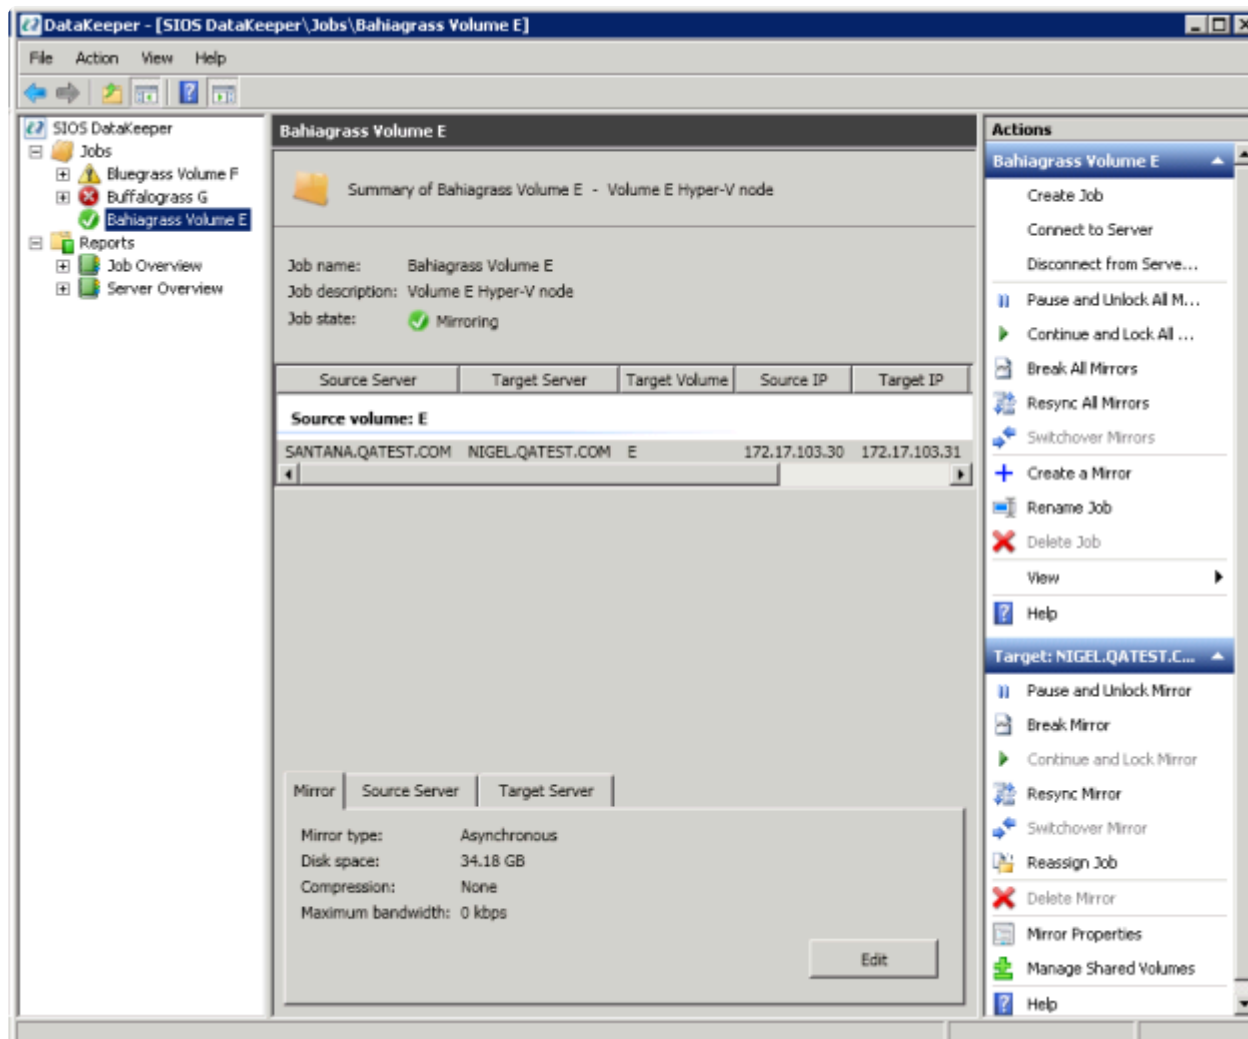 DataKeeper - [SIOS DataKeeper\Jobs\Bahiagrass Volume E]
File Action View Help
SIOS DataKeeper
Jobs
Bluegrass Volume F
Buffalograss G
Bahiagrass Volume E
Reports
Job Overview
Server Overview
Bahiagrass Volume E
Summary of Bahiagrass Volume E - Volume E Hyper-V node
Job name: Bahiagrass Volume E
Job description: Volume E Hyper-V node
Job state: Mirroring
Source Server Target Server Target Volume Source IP Target IP
Source volume: E
SANTANA.QATEST.COM NIGEL.QATEST.COM E 172.17.103.30 172.17.103.31
Mirror Source Server Target Server
Mirror type: Asynchronous
Disk space: 34.18 GB
Compression: None
Maximum bandwidth: 0 kbps
Edit
Actions
Bahiagrass Volume E
Create Job
Connect to Server
Disconnect from Serve...
Pause and Unlock All M...
Continue and Lock All ...
Break All Mirrors
Resync All Mirrors
Switchover Mirrors
Create a Mirror
Rename Job
Delete Job
View
Help
Target: NIGEL.QATEST.C...
Pause and Unlock Mirror
Break Mirror
Continue and Lock Mirror
Resync Mirror
Switchover Mirror
Reassign Job
Delete Mirror
Mirror Properties
Manage Shared Volumes
Help